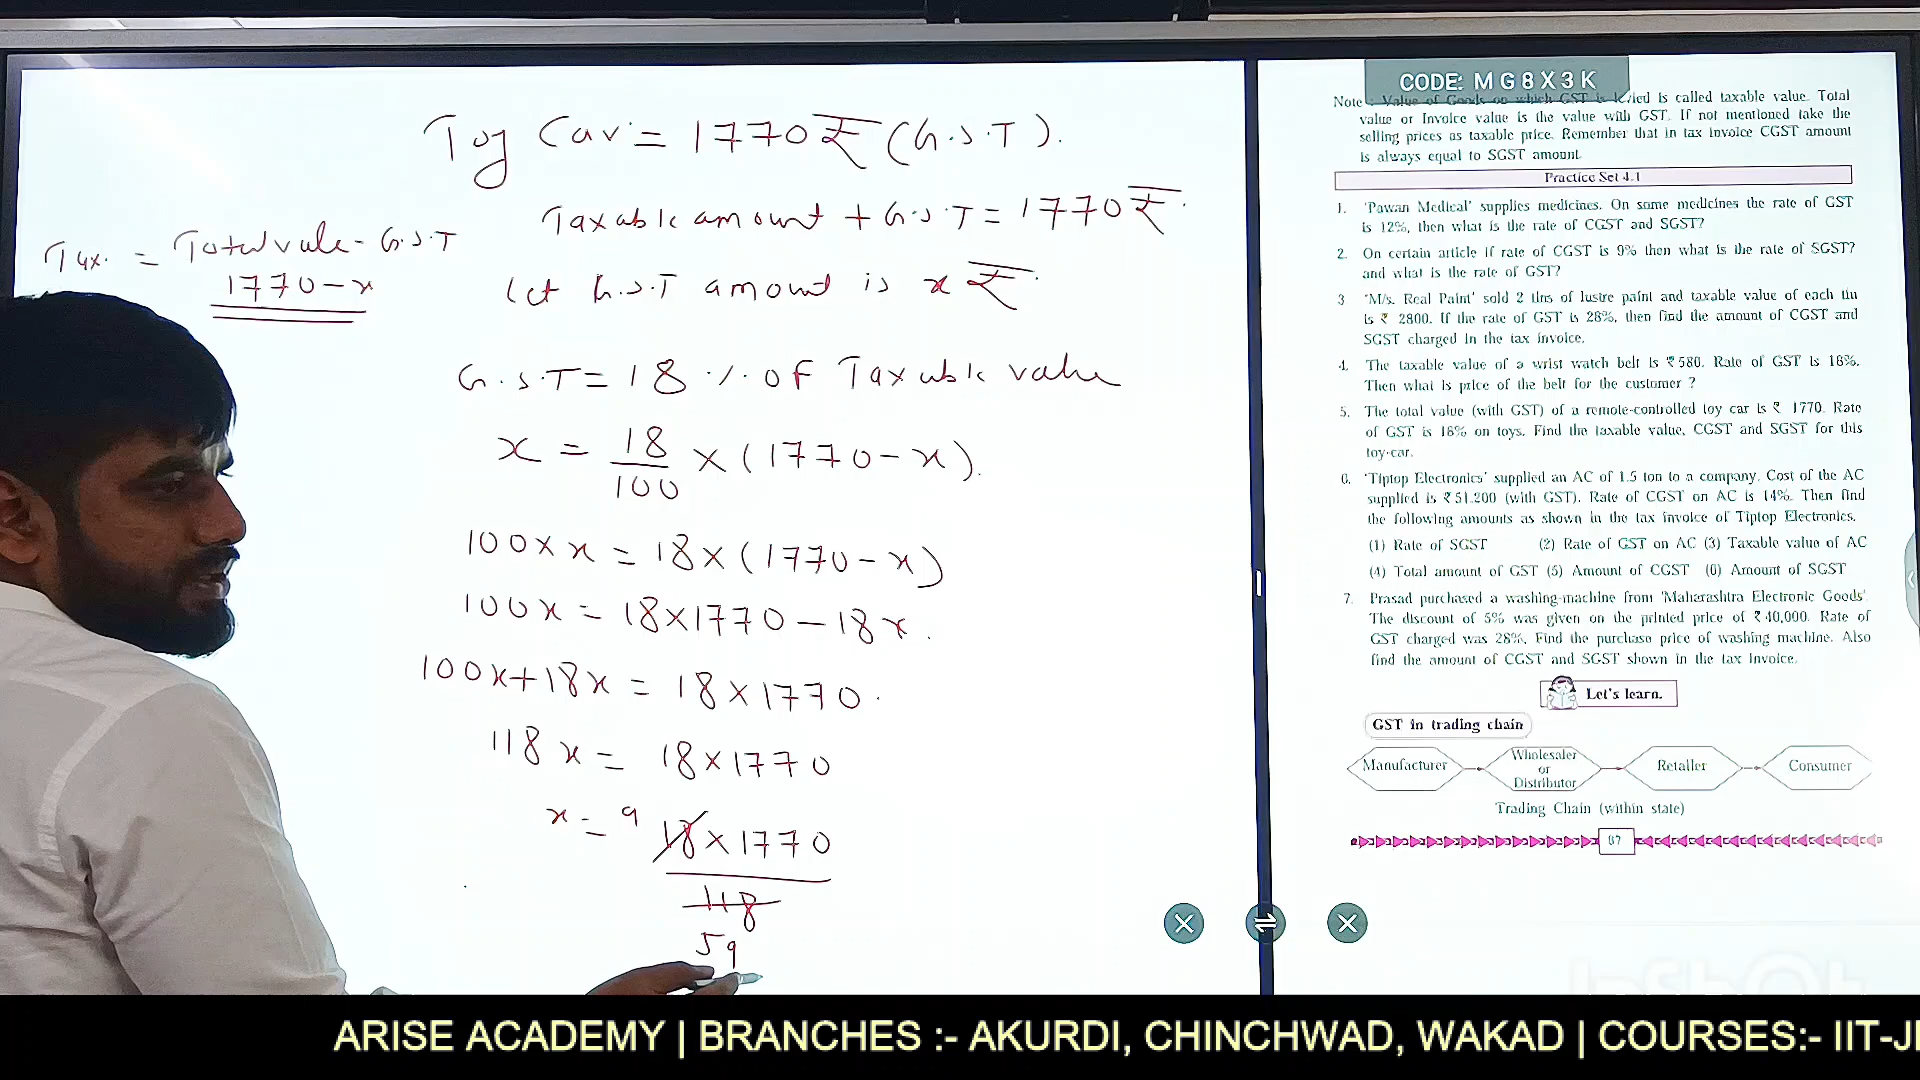 Toy Car = 1770 ₹ (G.S.T).
Taxable amount + G.S.T = 1770 ₹.
Tax. = Total vale - G.S.T
1770 - x
Let G.S.T amount is x ₹.
G.S.T = 18 % OF Taxable value
x = 18/100 × (1770 - x).
100 × x = 18 × (1770 - x)
100x = 18 × 1770 - 18x.
100x + 18x = 18 × 1770.
118x = 18 × 1770
x = 9
18 × 1770
118
59
CODE: M G 8 X 3 K
Note : Value of Goods on which GST is levied is called taxable value. Total
value or Invoice value is the value with GST. If not mentioned take the
selling prices as taxable price. Remember that in tax invoice CGST amount
is always equal to SGST amount.
Practice Set 4.1
1. 'Pawan Medical' supplies medicines. On some medicines the rate of GST
is 12%, then what is the rate of CGST and SGST?
2. On certain article if rate of CGST is 9% then what is the rate of SGST?
and what is the rate of GST?
3 'M/s. Real Paint' sold 2 tins of lustre paint and taxable value of each tin
is ₹ 2800. If the rate of GST is 28%, then find the amount of CGST and
SGST charged in the tax invoice.
4. The taxable value of a wrist watch belt is ₹ 580. Rate of GST is 18%.
Then what is price of the belt for the customer ?
5. The total value (with GST) of a remote-controlled toy car is ₹ 1770. Rate
of GST is 18% on toys. Find the taxable value, CGST and SGST for this
toy-car.
6. 'Tiptop Electronics' supplied an AC of 1.5 ton to a company. Cost of the AC
supplied is ₹ 51,200 (with GST). Rate of CGST on AC is 14%. Then find
the following amounts as shown in the tax invoice of Tiptop Electronics.
(1) Rate of SGST (2) Rate of GST on AC (3) Taxable value of AC
(4) Total amount of GST (5) Amount of CGST (6) Amount of SGST
7. Prasad purchased a washing-machine from 'Maharashtra Electronic Goods'.
The discount of 5% was given on the printed price of ₹ 40,000. Rate of
GST charged was 28%. Find the purchase price of washing machine. Also
find the amount of CGST and SGST shown in the tax invoice.
Let's learn.
GST in trading chain
Manufacturer
Wholesaler
or
Distributor
Retailer
Consumer
Trading Chain (within state)
87
ARISE ACADEMY | BRANCHES :- AKURDI, CHINCHWAD, WAKAD | COURSES:- IIT-J